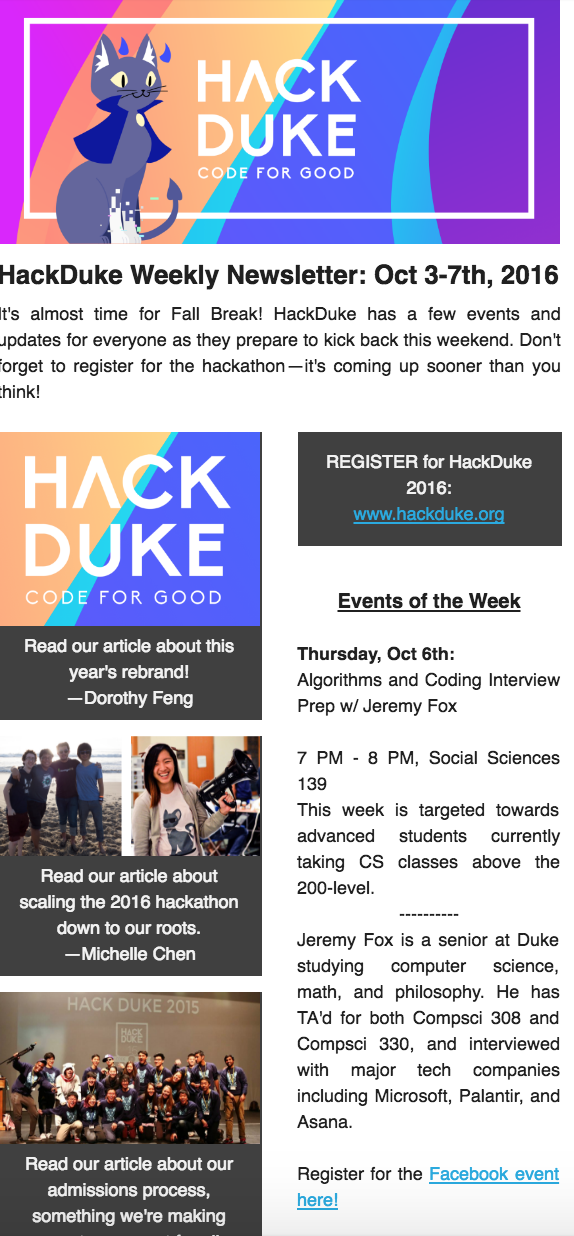 HACK
DUKE
CODE FOR GOOD
HackDuke Weekly Newsletter: Oct 3-7th, 2016
It's almost time for Fall Break! HackDuke has a few events and
updates for everyone as they prepare to kick back this weekend. Don't
forget to register for the hackathon—it's coming up sooner than you
think!
HACK
DUKE
CODE FOR GOOD
Read our article about this
year's rebrand!
—Dorothy Feng
Read our article about
scaling the 2016 hackathon
down to our roots.
—Michelle Chen
HACK DUKE 2015
HACK
DUKE
Read our article about our
admissions process,
something we're making
REGISTER for HackDuke
2016:
www.hackduke.org
Events of the Week
Thursday, Oct 6th:
Algorithms and Coding Interview
Prep w/ Jeremy Fox
7 PM - 8 PM, Social Sciences
139
This week is targeted towards
advanced students currently
taking CS classes above the
200-level.
----------
Jeremy Fox is a senior at Duke
studying computer science,
math, and philosophy. He has
TA'd for both Compsci 308 and
Compsci 330, and interviewed
with major tech companies
including Microsoft, Palantir, and
Asana.
Register for the Facebook event
here!